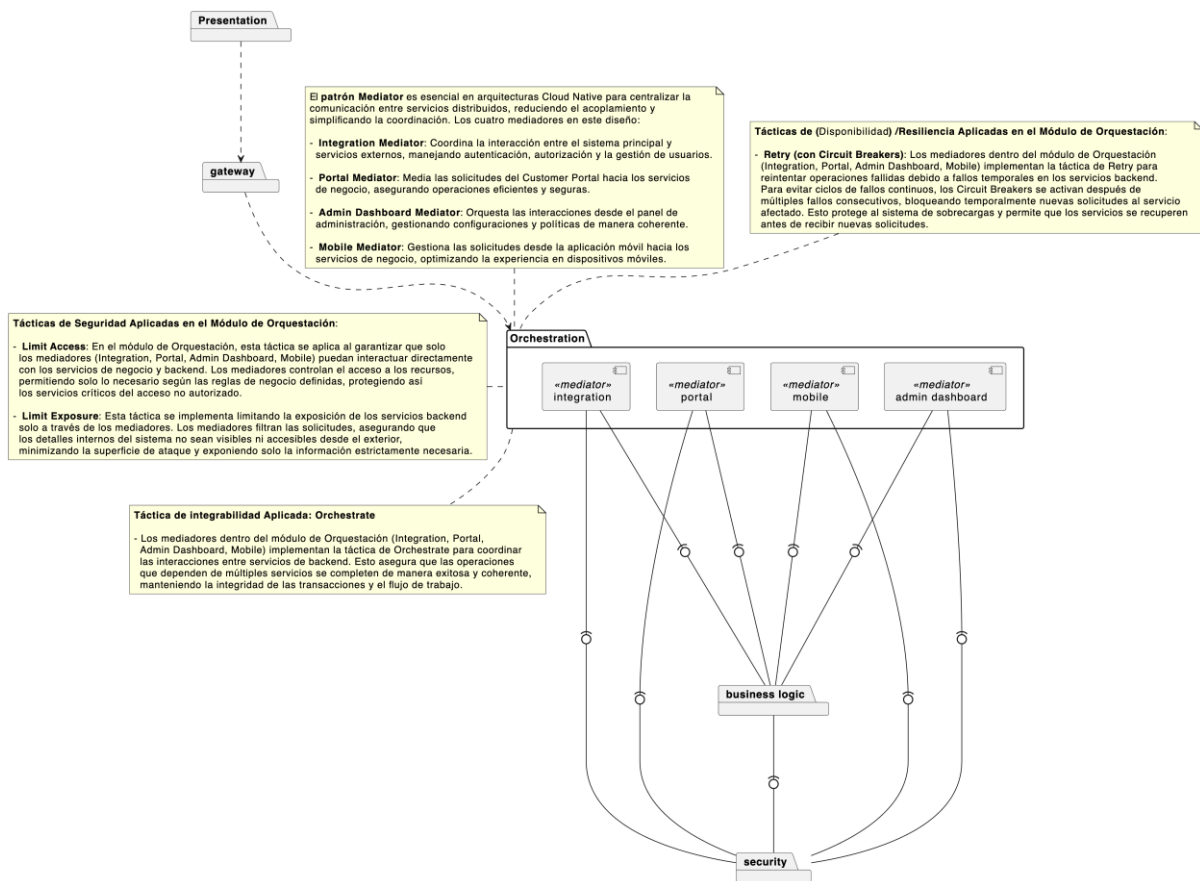 Presentation
gateway
El patrón Mediator es esencial en arquitecturas Cloud Native para centralizar la
comunicación entre servicios distribuidos, reduciendo el acoplamiento y
simplificando la coordinación. Los cuatro mediadores en este diseño:
- Integration Mediator: Coordina la interacción entre el sistema principal y
servicios externos, manejando autenticación, autorización y la gestión de usuarios.
- Portal Mediator: Media las solicitudes del Customer Portal hacia los servicios
de negocio, asegurando operaciones eficientes y seguras.
- Admin Dashboard Mediator: Orquesta las interacciones desde el panel de
administración, gestionando configuraciones y políticas de manera coherente.
- Mobile Mediator: Gestiona las solicitudes desde la aplicación móvil hacia los
servicios de negocio, optimizando la experiencia en dispositivos móviles.
Tácticas de (Disponibilidad) /Resiliencia Aplicadas en el Módulo de Orquestación:
- Retry (con Circuit Breakers): Los mediadores dentro del módulo de Orquestación
(Integration, Portal, Admin Dashboard, Mobile) implementan la táctica de Retry para
reintentar operaciones fallidas debido a fallos temporales en los servicios backend.
Para evitar ciclos de fallos continuos, los Circuit Breakers se activan después de
múltiples fallos consecutivos, bloqueando temporalmente nuevas solicitudes al servicio
afectado. Esto protege al sistema de sobrecargas y permite que los servicios se recuperen
antes de recibir nuevas solicitudes.
Tácticas de Seguridad Aplicadas en el Módulo de Orquestación:
- Limit Access: En el módulo de Orquestación, esta táctica se aplica al garantizar que solo
los mediadores (Integration, Portal, Admin Dashboard, Mobile) puedan interactuar directamente
con los servicios de negocio y backend. Los mediadores controlan el acceso a los recursos,
permitiendo solo lo necesario según las reglas de negocio definidas, protegiendo así
los servicios críticos del acceso no autorizado.
- Limit Exposure: Esta táctica se implementa limitando la exposición de los servicios backend
solo a través de los mediadores. Los mediadores filtran las solicitudes, asegurando que
los detalles internos del sistema no sean visibles ni accesibles desde el exterior,
minimizando la superficie de ataque y exponiendo solo la información estrictamente necesaria.
Orchestration
«mediator»
integration
«mediator»
portal
«mediator»
mobile
«mediator»
admin dashboard
Táctica de integrabilidad Aplicada: Orchestrate
- Los mediadores dentro del módulo de Orquestación (Integration, Portal,
Admin Dashboard, Mobile) implementan la táctica de Orchestrate para coordinar
las interacciones entre servicios de backend. Esto asegura que las operaciones
que dependen de múltiples servicios se completen de manera exitosa y coherente,
manteniendo la integridad de las transacciones y el flujo de trabajo.
business logic
security